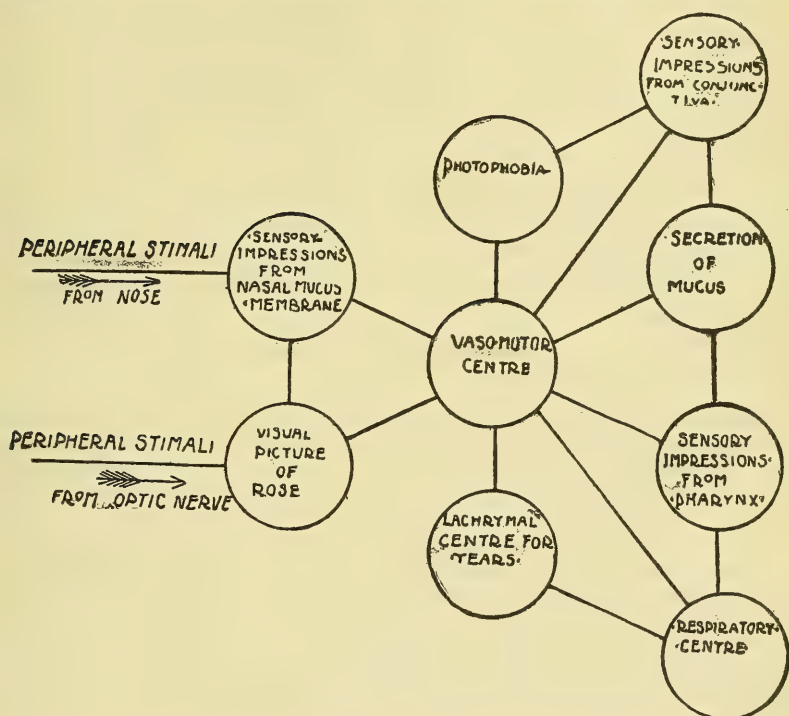 SENSORY
IMPRESSIONS
FROM CONJUNC-
TIVA
PHOTOPHOBIA
PERIPHERAL STIMALI
FROM NOSE
SENSORY
IMPRESSIONS
FROM
NASAL MUCUS
MEMBRANE
SECRETION
OF
MUCUS
VASO-MOTOR
CENTRE
PERIPHERAL STIMALI
FROM OPTIC NERVE
VISUAL
PICTURE
OF
ROSE
SENSORY
IMPRESSIONS
FROM
PHARYNX
LACHRYMAL
CENTRE FOR
TEARS
RESPIRATORY
CENTRE